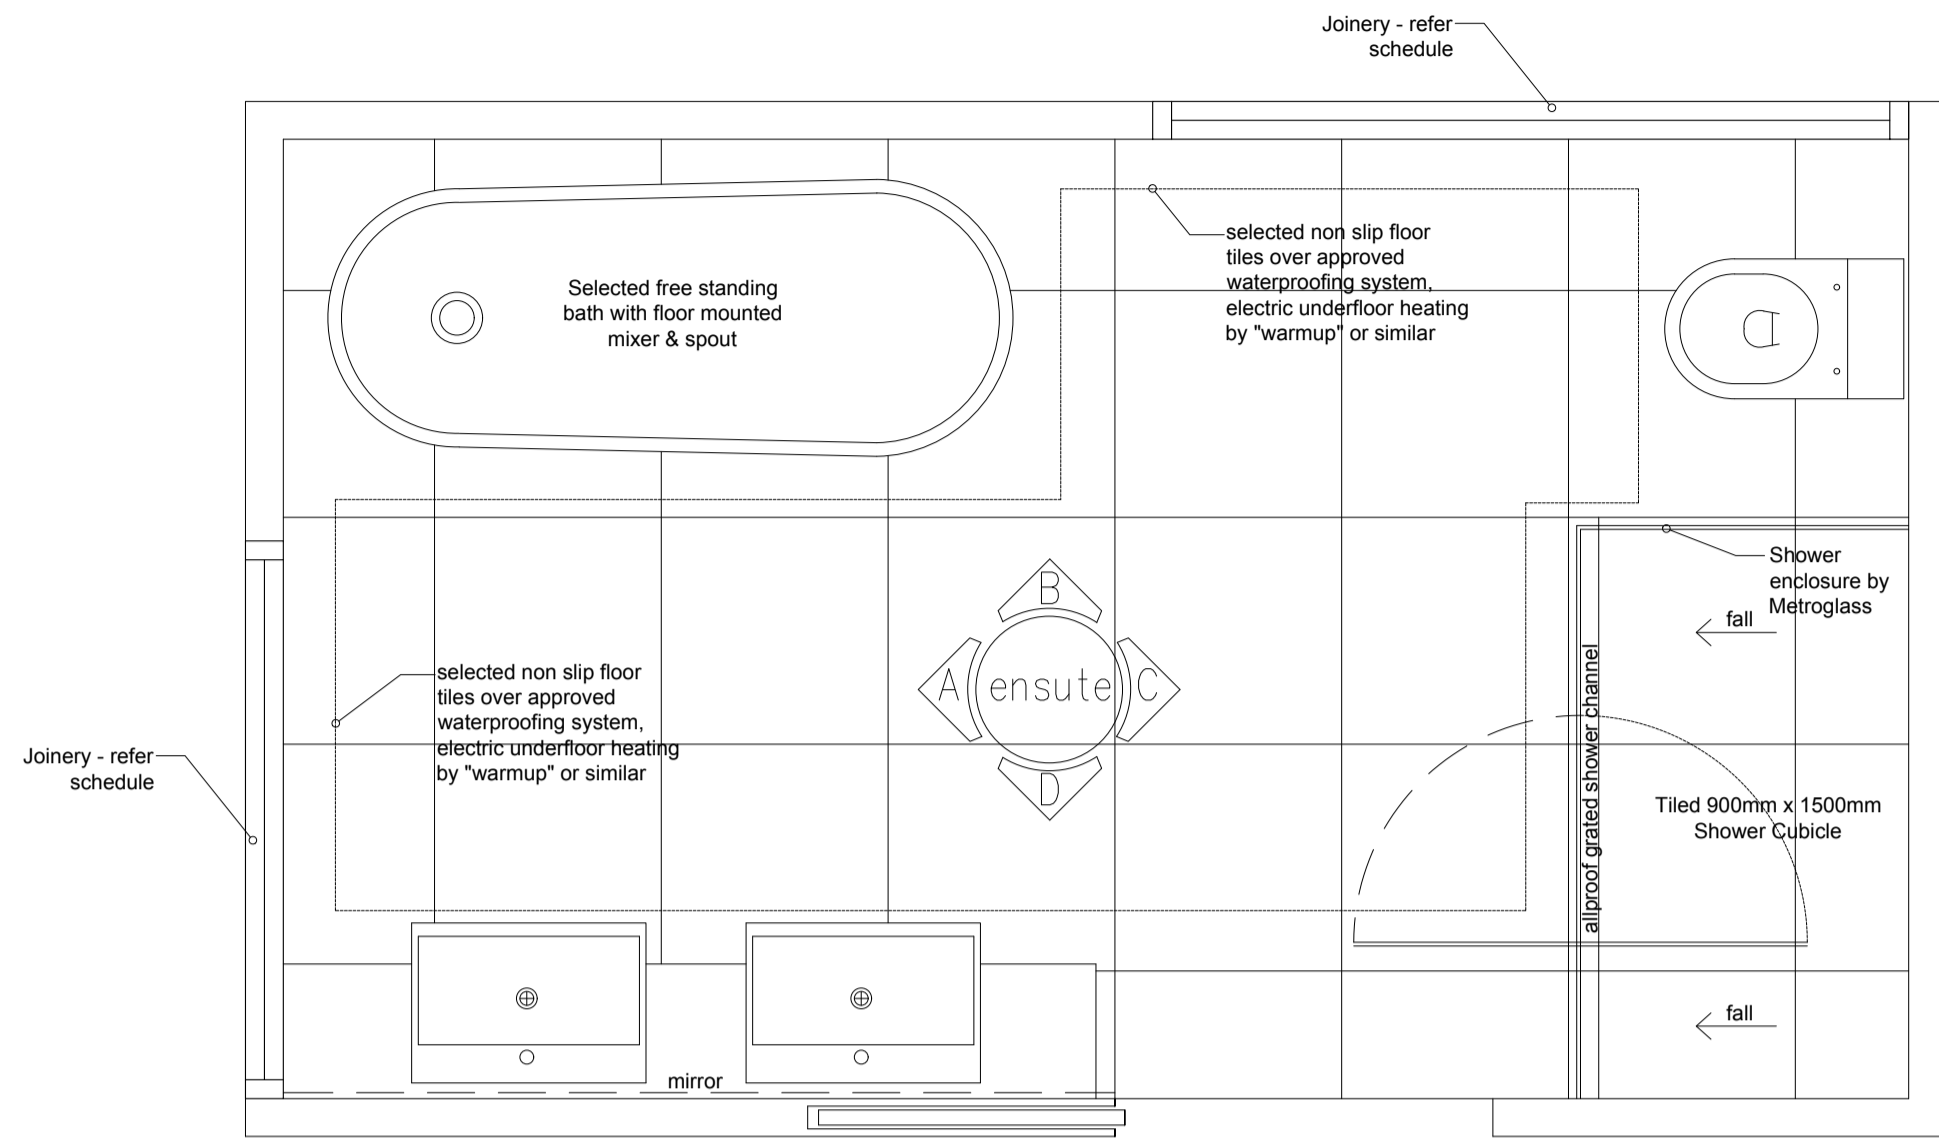 Joinery - refer
schedule
Selected free standing
bath with floor mounted
mixer & spout
selected non slip floor
tiles over approved
waterproofing system,
electric underfloor heating
by "warmup" or similar
Shower
enclosure by
Metroglass
fall
B
A
ensute
C
D
selected non slip floor
tiles over approved
waterproofing system,
electric underfloor heating
by "warmup" or similar
Joinery - refer
schedule
allproof grated shower channel
Tiled 900mm x 1500mm
Shower Cubicle
fall
mirror